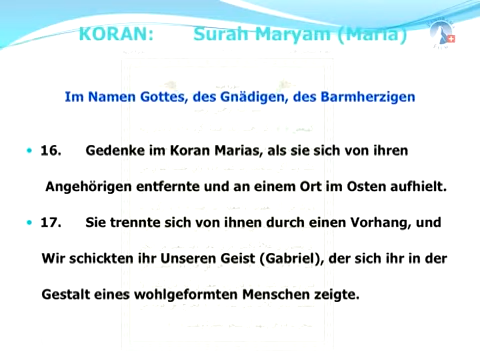 KORAN: Surah Maryam (Maria)
Im Namen Gottes, des Gnädigen, des Barmherzigen
• 16. Gedenke im Koran Marias, als sie sich von ihren
Angehörigen entfernte und an einem Ort im Osten aufhielt.
• 17. Sie trennte sich von ihnen durch einen Vorhang, und
Wir schickten ihr Unseren Geist (Gabriel), der sich ihr in der
Gestalt eines wohlgeformten Menschen zeigte.